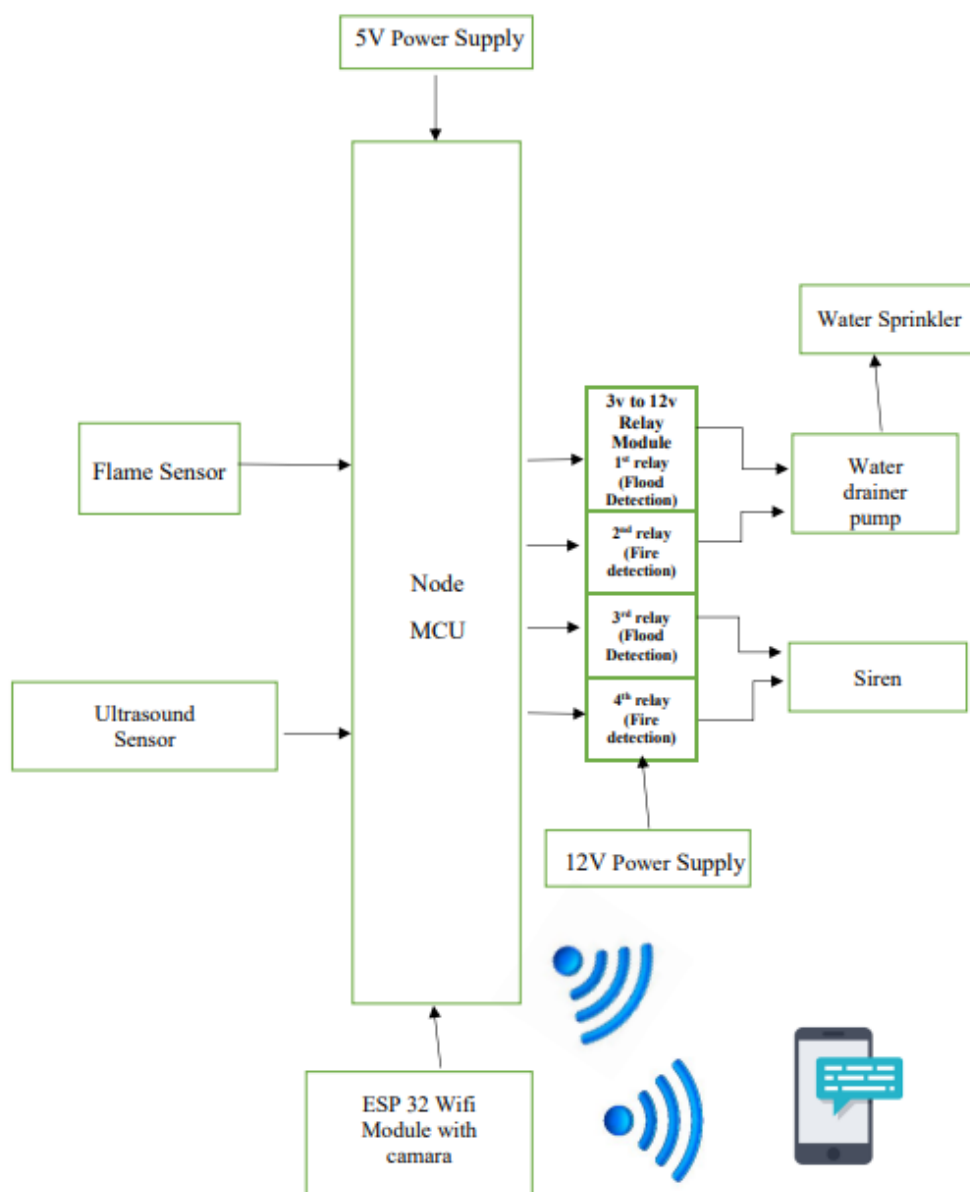 5V Power Supply
Water Sprinkler
3v to 12v
Relay
Module
1st relay
(Flood
Detection)
Flame Sensor
Water
drainer
pump
2nd relay
(Fire
detection)
Node
MCU
3rd relay
(Flood
Detection)
Siren
4th relay
(Fire
detection)
Ultrasound
Sensor
12V Power Supply
ESP 32 Wifi
Module with
camara